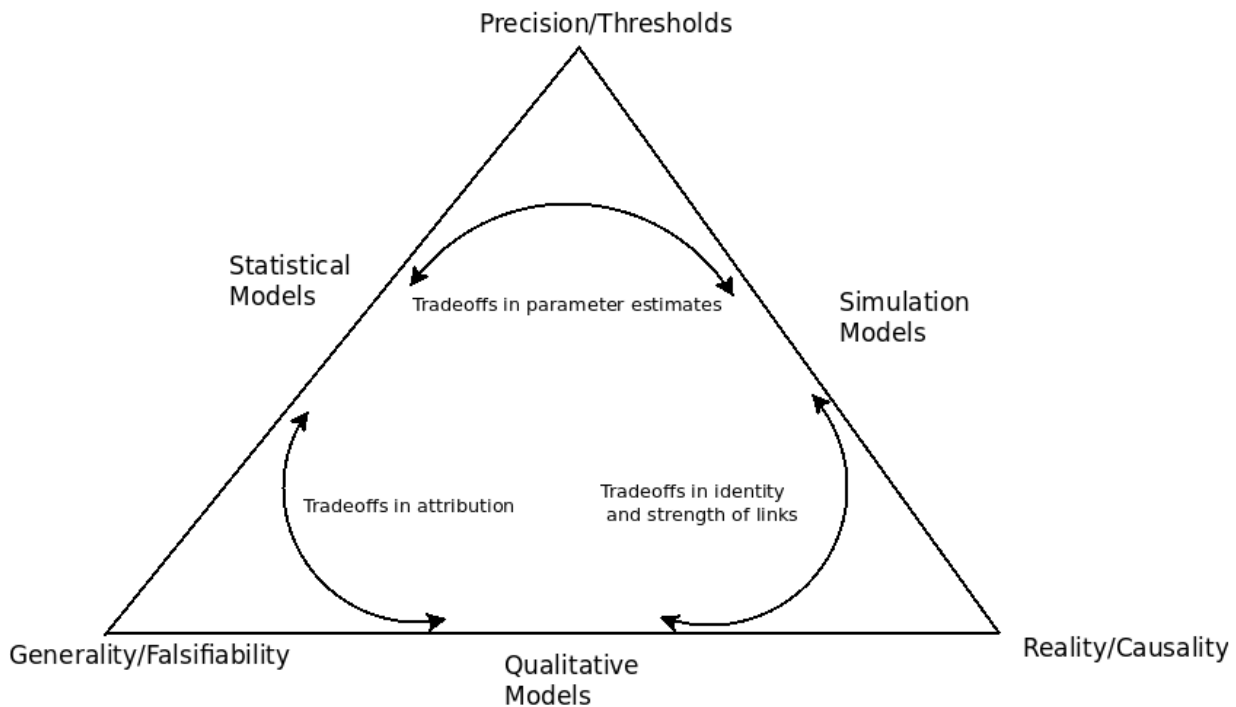 Precision/Thresholds
Statistical
Models
Tradeoffs in parameter estimates
Simulation
Models
Tradeoffs in attribution
Tradeoffs in identity
and strength of links
Generality/Falsifiability
Qualitative
Models
Reality/Causality